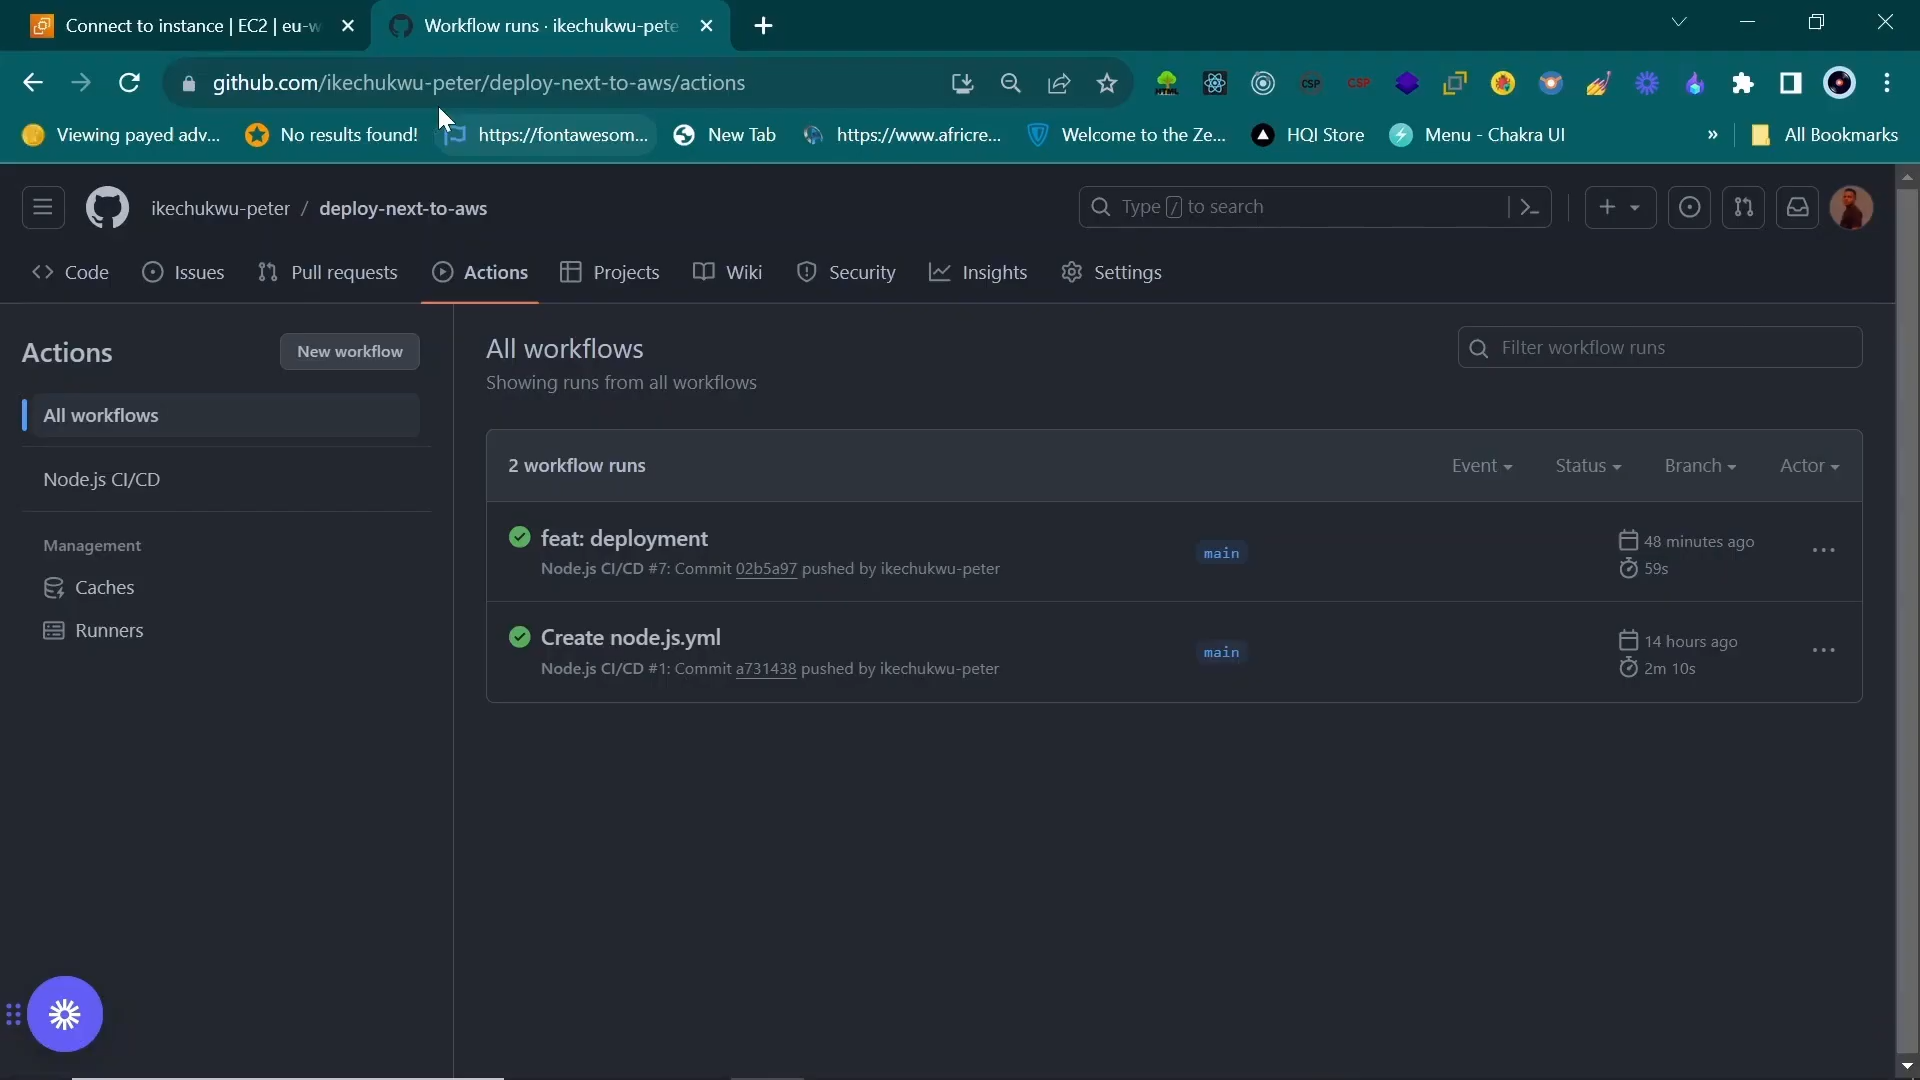 Connect to instance | EC2 | eu-w
Workflow runs · ikechukwu-pete
github.com/ikechukwu-peter/deploy-next-to-aws/actions
HTML
CSP
CSP
Viewing payed adv...
No results found!
https://fontawesom...
New Tab
https://www.africre...
Welcome to the Ze...
HQI Store
Menu - Chakra UI
»
All Bookmarks
ikechukwu-peter / deploy-next-to-aws
Type / to search
Code
Issues
Pull requests
Actions
Projects
Wiki
Security
Insights
Settings
Actions
New workflow
All workflows
Node.js CI/CD
Management
Caches
Runners
All workflows
Showing runs from all workflows
Filter workflow runs
2 workflow runs
Event
Status
Branch
Actor
feat: deployment
Node.js CI/CD #7: Commit 02b5a97 pushed by ikechukwu-peter
main
48 minutes ago
59s
Create node.js.yml
Node.js CI/CD #1: Commit a731438 pushed by ikechukwu-peter
main
14 hours ago
2m 10s